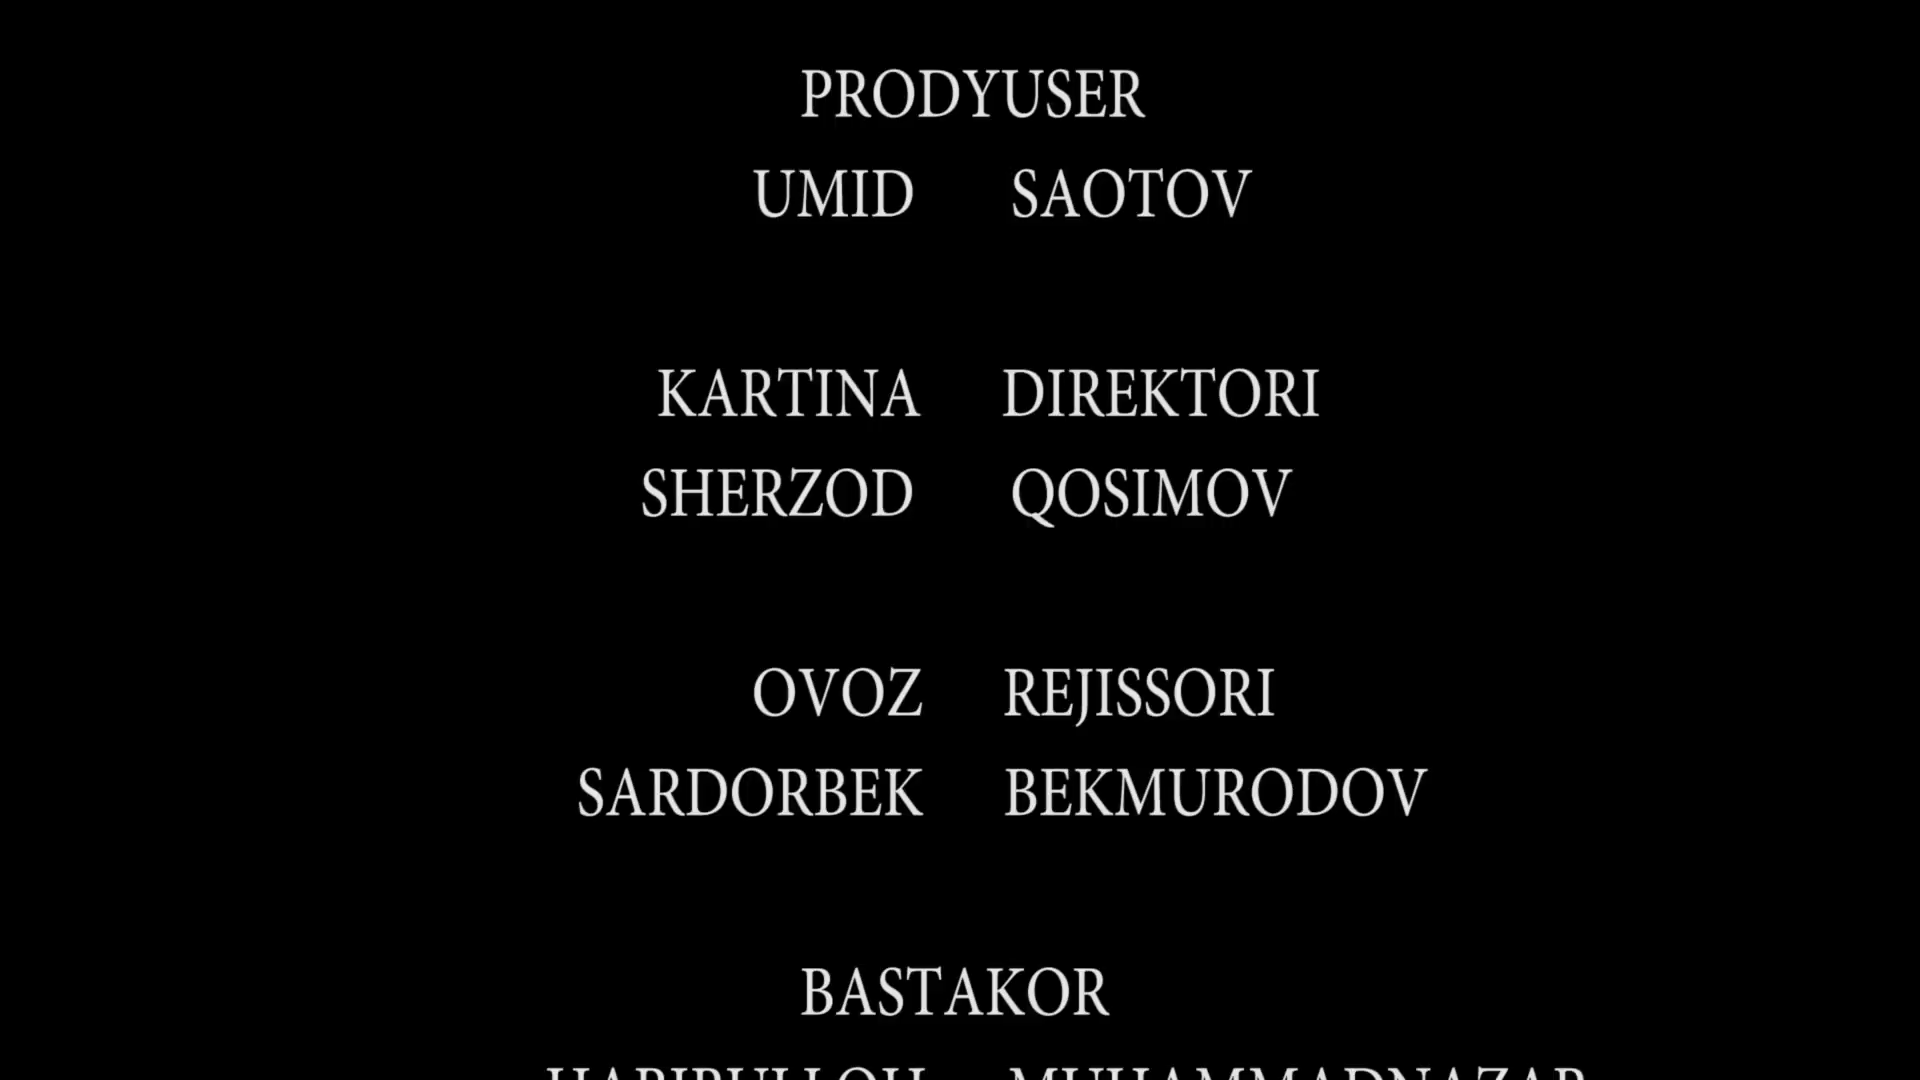 PRODYUSER
UMID SAOTOV
KARTINA DIREKTORI
SHERZOD QOSIMOV
OVOZ REJISSORI
SARDORBEK BEKMURODOV
BASTAKOR